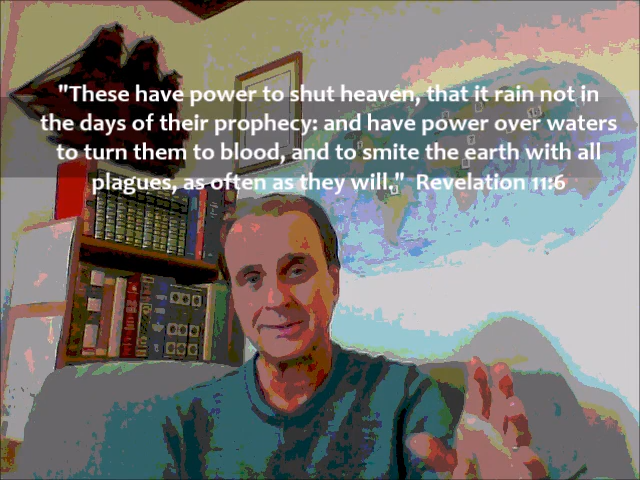 "These have power to shut heaven, that it rain not in
the days of their prophecy: and have power over waters
to turn them to blood, and to smite the earth with all
plagues, as often as they will." Revelation 11:6